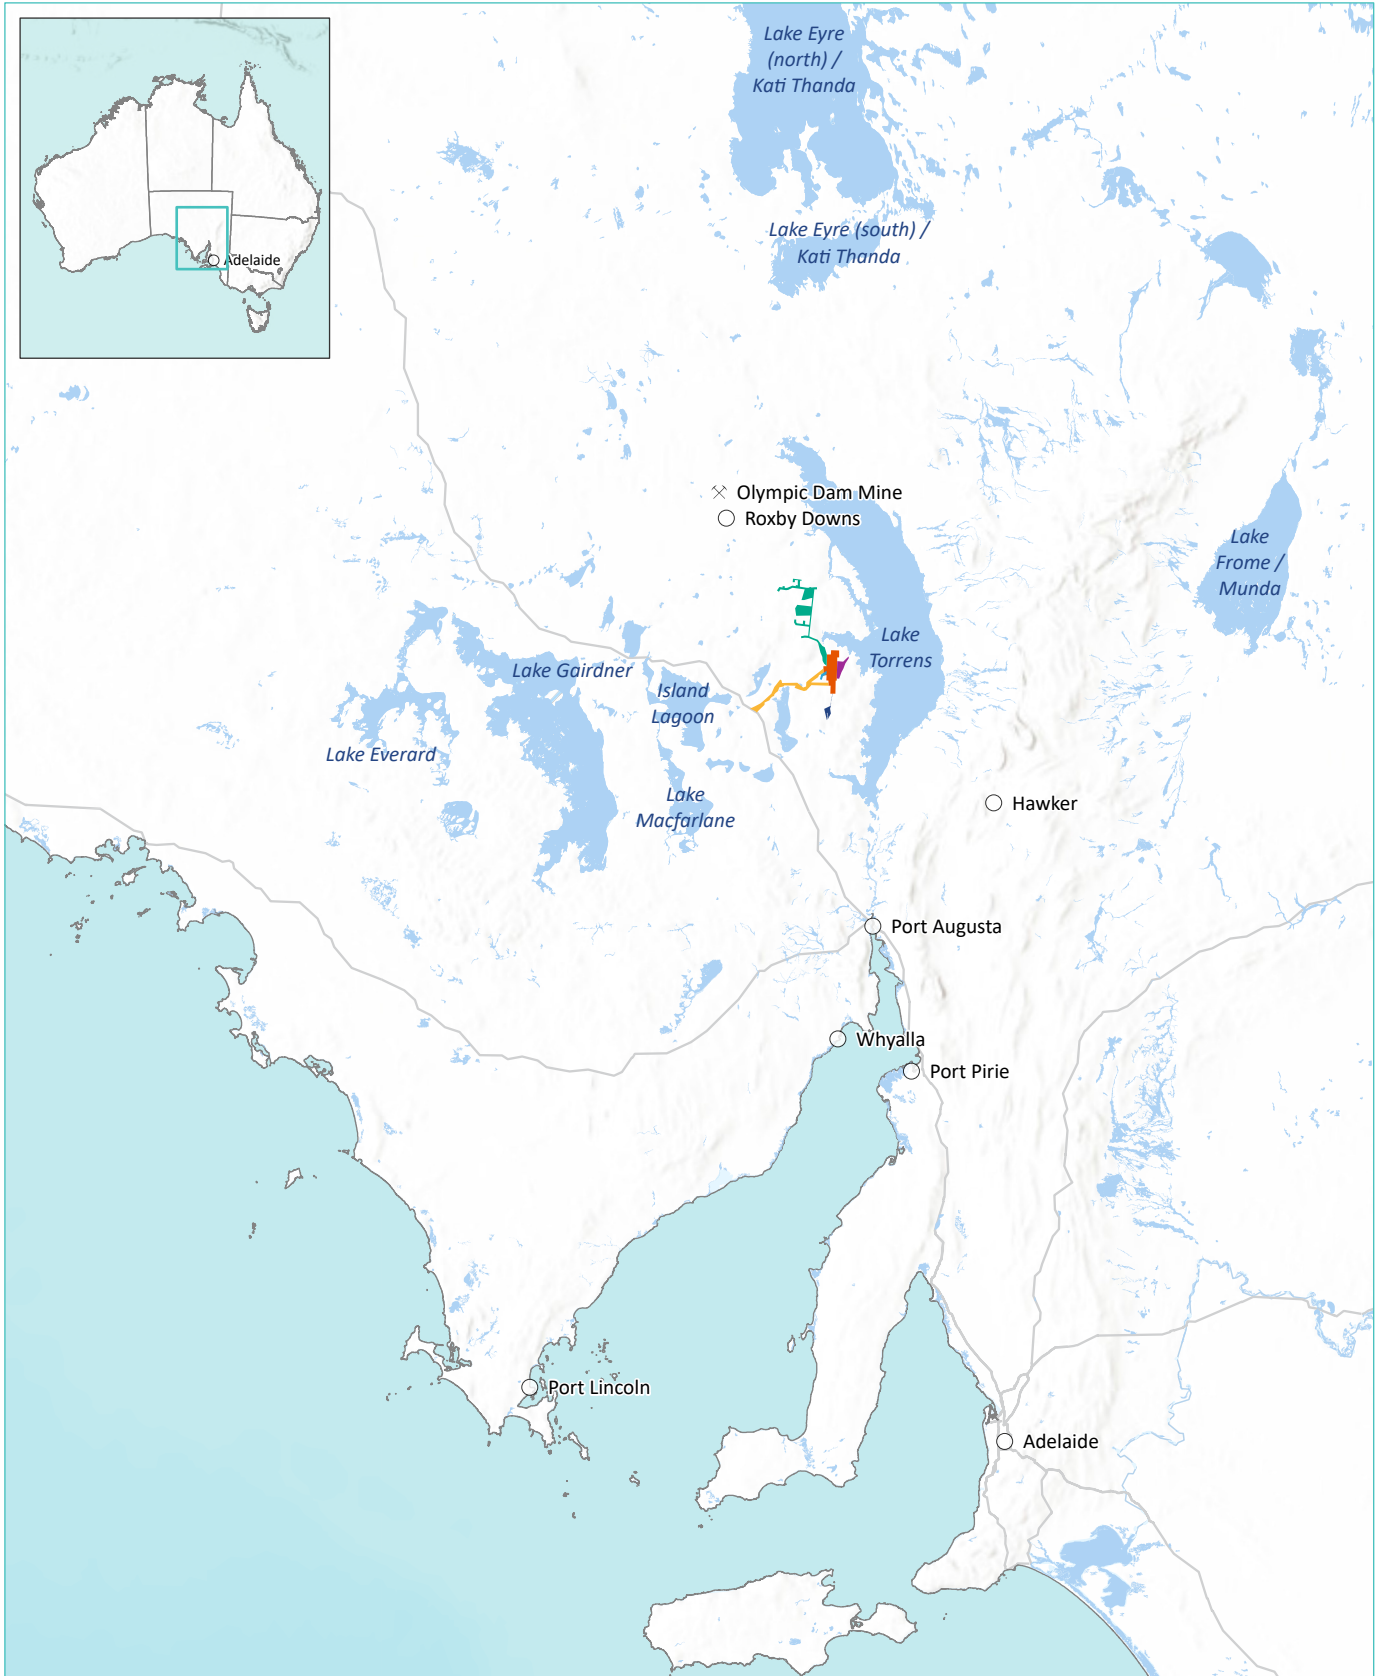 Lake Eyre
(north) /
Kati Thanda
Adelaide
Lake Eyre (south) /
Kati Thanda
Olympic Dam Mine
Roxby Downs
Lake
Frome /
Munda
Lake
Torrens
Lake Gairdner
Island
Lagoon
Lake Everard
Lake
Macfarlane
Hawker
Port Augusta
Whyalla
Port Pirie
Port Lincoln
Adelaide